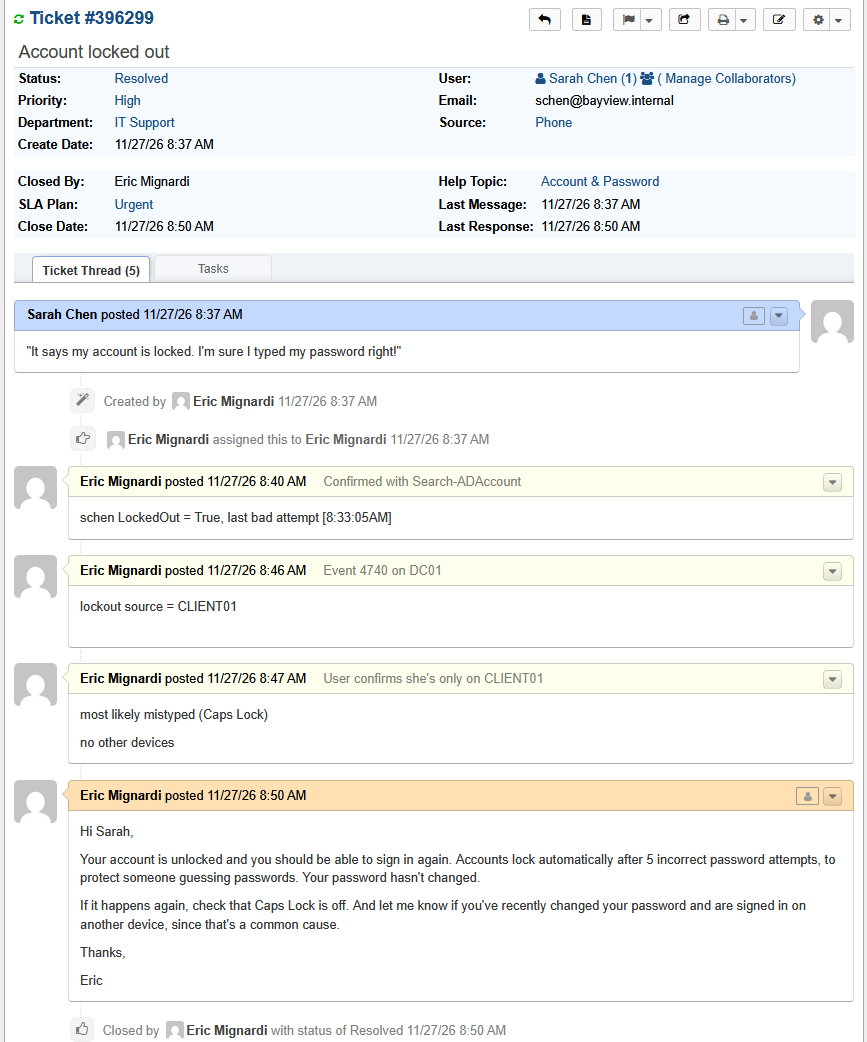 Ticket #396299
Account locked out
Status: Resolved
Priority: High
Department: IT Support
Create Date: 11/27/26 8:37 AM
User: Sarah Chen (1) ( Manage Collaborators)
Email: schen@bayview.internal
Source: Phone
Closed By: Eric Mignardi
SLA Plan: Urgent
Close Date: 11/27/26 8:50 AM
Help Topic: Account & Password
Last Message: 11/27/26 8:37 AM
Last Response: 11/27/26 8:50 AM
Ticket Thread (5)
Tasks
Sarah Chen posted 11/27/26 8:37 AM
"It says my account is locked. I'm sure I typed my password right!"
Created by Eric Mignardi 11/27/26 8:37 AM
Eric Mignardi assigned this to Eric Mignardi 11/27/26 8:37 AM
Eric Mignardi posted 11/27/26 8:40 AM Confirmed with Search-ADAccount
schen LockedOut = True, last bad attempt [8:33:05AM]
Eric Mignardi posted 11/27/26 8:46 AM Event 4740 on DC01
lockout source = CLIENT01
Eric Mignardi posted 11/27/26 8:47 AM User confirms she's only on CLIENT01
most likely mistyped (Caps Lock)
no other devices
Eric Mignardi posted 11/27/26 8:50 AM
Hi Sarah,
Your account is unlocked and you should be able to sign in again. Accounts lock automatically after 5 incorrect password attempts, to
protect someone guessing passwords. Your password hasn't changed.
If it happens again, check that Caps Lock is off. And let me know if you've recently changed your password and are signed in on
another device, since that's a common cause.
Thanks,
Eric
Closed by Eric Mignardi with status of Resolved 11/27/26 8:50 AM